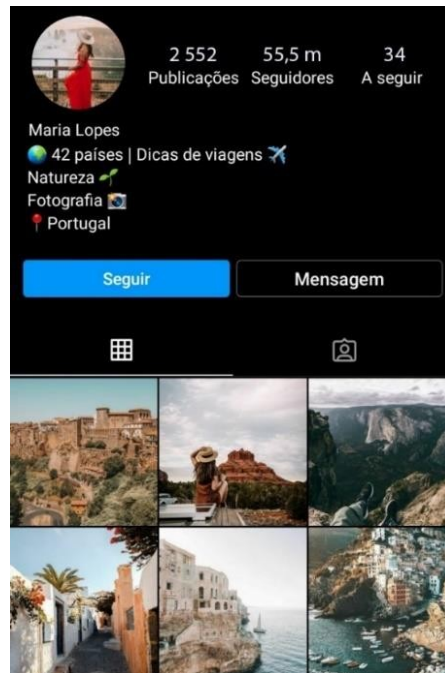 2 552 55,5 m 34
Publicações Seguidores A seguir
Maria Lopes
🌍 42 países | Dicas de viagens ✈️
Natureza 🌱
Fotografia 📸
📍Portugal
Seguir Mensagem